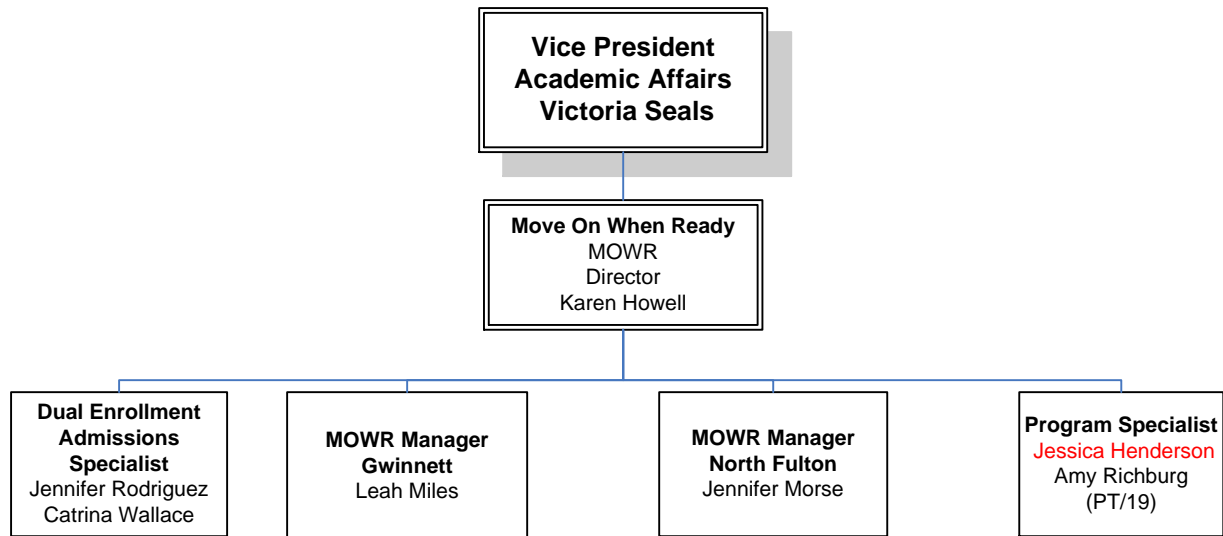 Vice President
Academic Affairs
Victoria Seals
Move On When Ready
MOWR
Director
Karen Howell
Dual Enrollment
Admissions
Specialist
Jennifer Rodriguez
Catrina Wallace
MOWR Manager
Gwinnett
Leah Miles
MOWR Manager
North Fulton
Jennifer Morse
Program Specialist
Jessica Henderson
Amy Richburg
(PT/19)